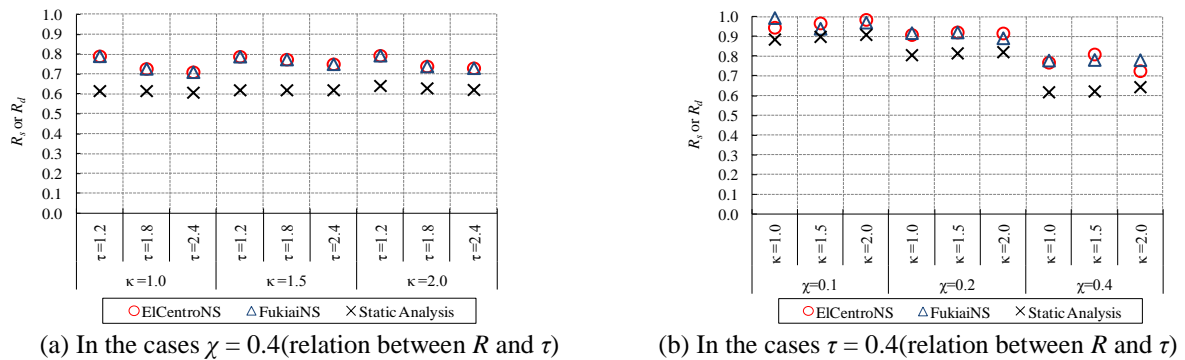 R_s or R_d
1.0
0.9
0.8
0.7
0.6
0.5
0.4
0.3
0.2
0.1
0.0
τ=1.2 τ=1.8 τ=2.4 τ=1.2 τ=1.8 τ=2.4 τ=1.2 τ=1.8 τ=2.4
κ=1.0 κ=1.5 κ=2.0
ElCentroNS FukiaiNS Static Analysis
(a) In the cases χ = 0.4(relation between R and τ)
R_s or R_d
1.0
0.9
0.8
0.7
0.6
0.5
0.4
0.3
0.2
0.1
0.0
κ=1.0 κ=1.5 κ=2.0 κ=1.0 κ=1.5 κ=2.0 κ=1.0 κ=1.5 κ=2.0
χ=0.1 χ=0.2 χ=0.4
ElCentroNS FukiaiNS Static Analysis
(b) In the cases τ = 0.4(relation between R and τ)